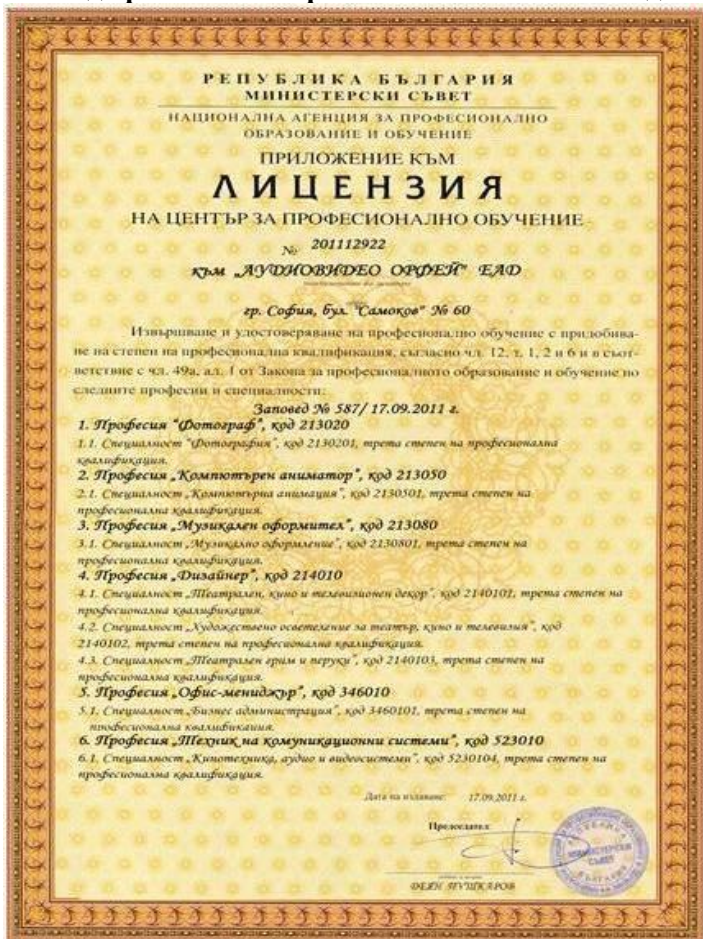 РЕПУБЛИКА БЪЛГАРИЯ
МИНИСТЕРСКИ СЪВЕТ
НАЦИОНАЛНА АГЕНЦИЯ ЗА ПРОФЕСИОНАЛНО
ОБРАЗОВАНИЕ И ОБУЧЕНИЕ
ПРИЛОЖЕНИЕ КЪМ
ЛИЦЕНЗИЯ
НА ЦЕНТЪР ЗА ПРОФЕСИОНАЛНО ОБУЧЕНИЕ
№ 201112922
към „АУДИОВИДЕО ОРФЕЙ" ЕАД
гр. София, бул. "Самоков" № 60
Извършване и удостоверяване на професионално обучение с придобива-
не на степен на професионална квалификация, съгласно чл. 12, т. 1, 2 и 6 и в съот-
ветствие с чл. 49а, ал. 1 от Закона за професионалното образование и обучение по
следните професии и специалности:
Заповед № 587/ 17.09.2011 г.
1. Професия "Фотограф", код 213020
1.1. Специалност "Фотография", код 2130201, трета степен на професионална
квалификация.
2. Професия „Компютърен аниматор", код 213050
2.1. Специалност „Компютърна анимация", код 2130501, трета степен на
професионална квалификация.
3. Професия „Музикален оформител", код 213080
3.1. Специалност „Музикално оформление", код 2130801, трета степен на
професионална квалификация.
4. Професия „Дизайнер", код 214010
4.1. Специалност „Театрален, кино и телевизионен декор", код 2140101, трета степен на
професионална квалификация.
4.2. Специалност „Художествено осветление за театър, кино и телевизия", код
2140102, трета степен на професионална квалификация.
4.3. Специалност „Театрален грим и перуки", код 2140103, трета степен на
професионална квалификация.
5. Професия „Офис-мениджър", код 346010
5.1. Специалност „Бизнес администрация", код 3460101, трета степен на
професионална квалификация.
6. Професия „Техник на комуникационни системи", код 523010
6.1. Специалност „Кинотехника, аудио и видеосистеми", код 5230104, трета степен на
професионална квалификация.
Дата на издаване: 17.09.2011 г.
Председател:
МИНИСТЕРСКИ
СЪВЕТ
ДЕЯН ПУШКАРОВ